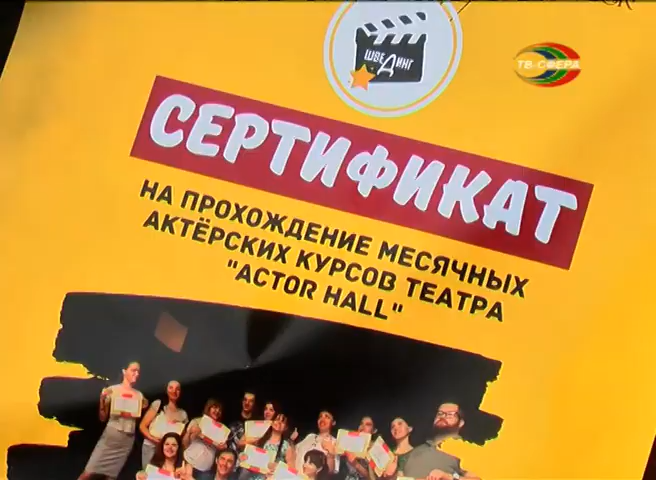 ШВЕДИНГ
ТВ-СФЕРА
СЕРТИФИКАТ
НА ПРОХОЖДЕНИЕ МЕСЯЧНЫХ
АКТЁРСКИХ КУРСОВ ТЕАТРА
"ACTOR HALL"